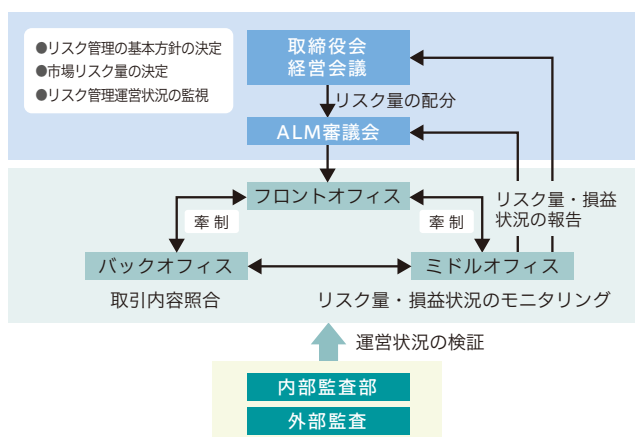 ●リスク管理の基本方針の決定
●市場リスク量の決定
●リスク管理運営状況の監視
取締役会
経営会議
リスク量の配分
ALM審議会
フロントオフィス
牽制
牽制
リスク量・損益
状況の報告
バックオフィス
ミドルオフィス
取引内容照合
リスク量・損益状況のモニタリング
運営状況の検証
内部監査部
外部監査